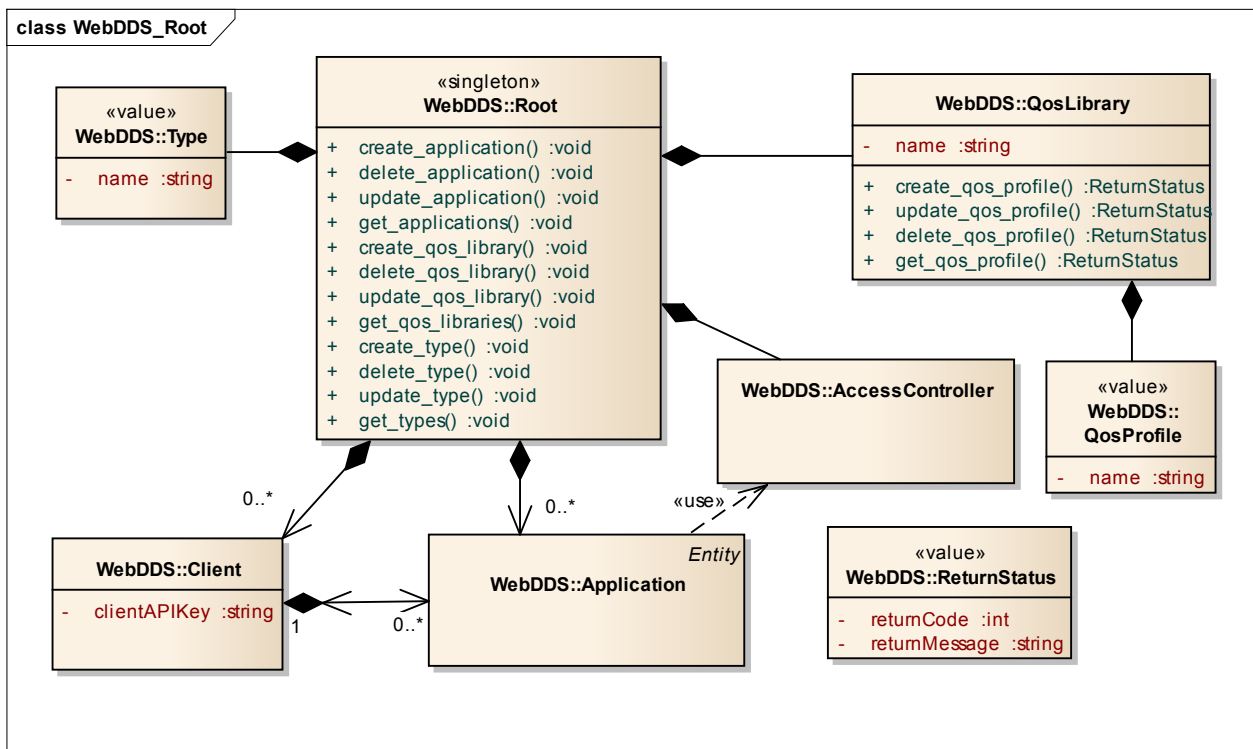 class WebDDS_Root
«value»
WebDDS::Type
- name :string
«singleton»
WebDDS::Root
+ create_application() :void
+ delete_application() :void
+ update_application() :void
+ get_applications() :void
+ create_qos_library() :void
+ delete_qos_library() :void
+ update_qos_library() :void
+ get_qos_libraries() :void
+ create_type() :void
+ delete_type() :void
+ update_type() :void
+ get_types() :void
WebDDS::QosLibrary
- name :string
+ create_qos_profile() :ReturnStatus
+ update_qos_profile() :ReturnStatus
+ delete_qos_profile() :ReturnStatus
+ get_qos_profile() :ReturnStatus
WebDDS::AccessController
«value»
WebDDS::
QosProfile
- name :string
0..*
0..*
«use»
WebDDS::Client
- clientAPIKey :string
1
0..*
Entity
WebDDS::Application
«value»
WebDDS::ReturnStatus
- returnCode :int
- returnMessage :string